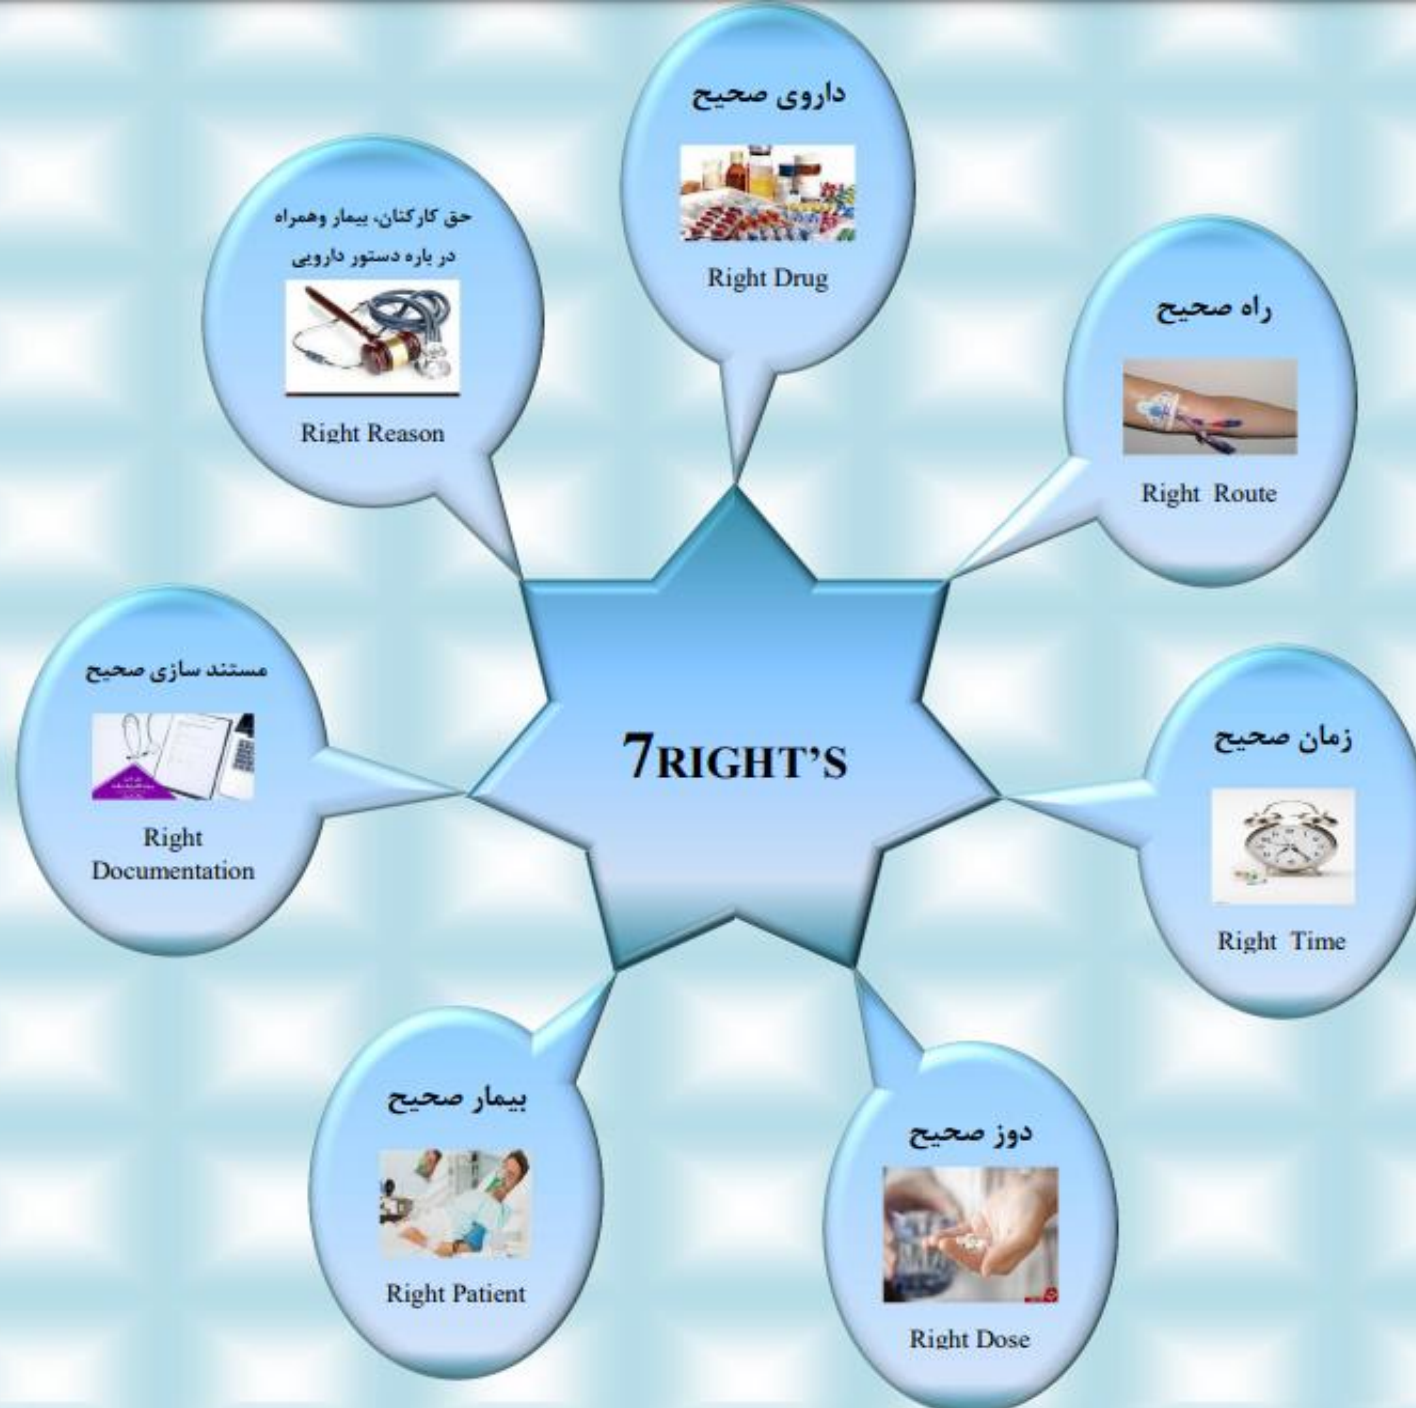 داروی صحیح
Right Drug
راه صحیح
Right Route
زمان صحیح
Right Time
دوز صحیح
Right Dose
بیمار صحیح
Right Patient
مستند سازی صحیح
Right
Documentation
حق کارکنان، بیمار وهمراه
در باره دستور دارویی
Right Reason
7RIGHT’S